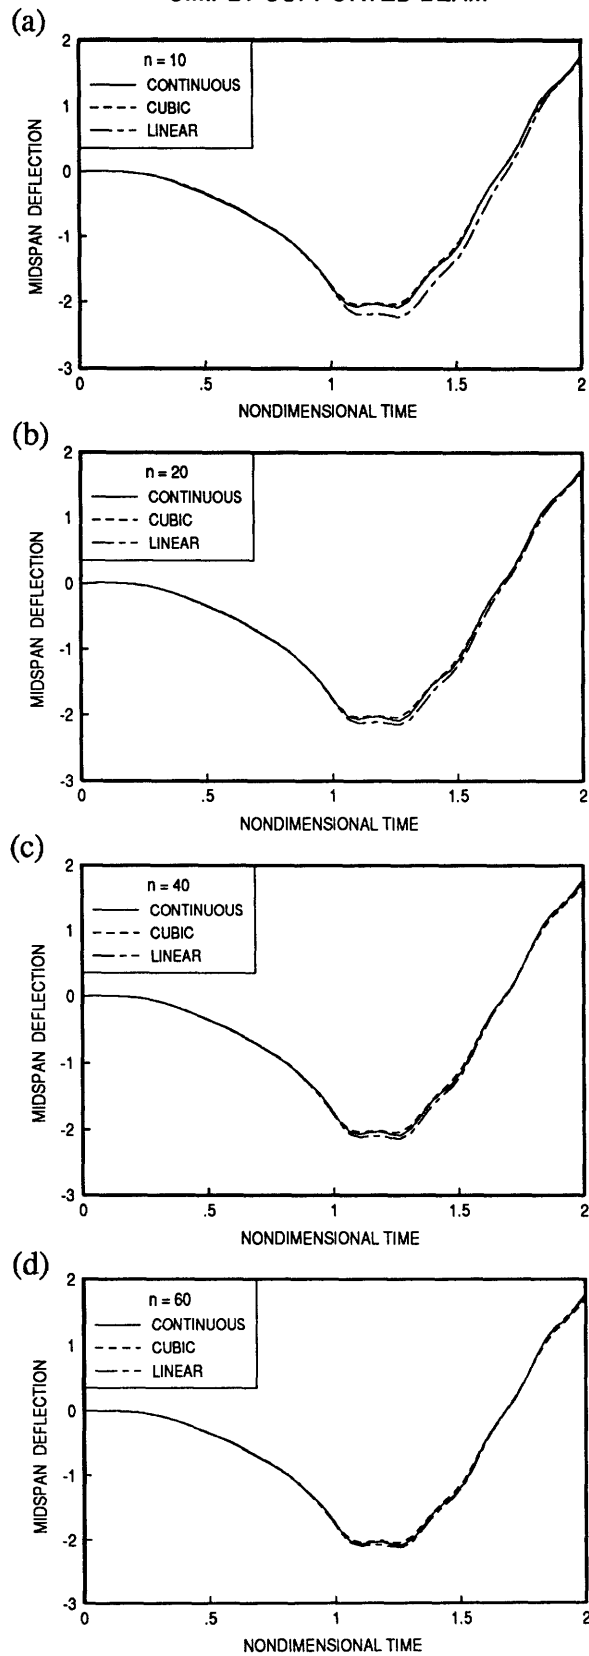 (a)
2
1
0
-1
-2
-3
MIDSPAN DEFLECTION
n = 10
CONTINUOUS
CUBIC
LINEAR
0 .5 1 1.5 2
NONDIMENSIONAL TIME
(b)
2
1
0
-1
-2
-3
MIDSPAN DEFLECTION
n = 20
CONTINUOUS
CUBIC
LINEAR
0 .5 1 1.5 2
NONDIMENSIONAL TIME
(c)
2
1
0
-1
-2
-3
MIDSPAN DEFLECTION
n = 40
CONTINUOUS
CUBIC
LINEAR
0 .5 1 1.5 2
NONDIMENSIONAL TIME
(d)
2
1
0
-1
-2
-3
MIDSPAN DEFLECTION
n = 60
CONTINUOUS
CUBIC
LINEAR
0 .5 1 1.5 2
NONDIMENSIONAL TIME